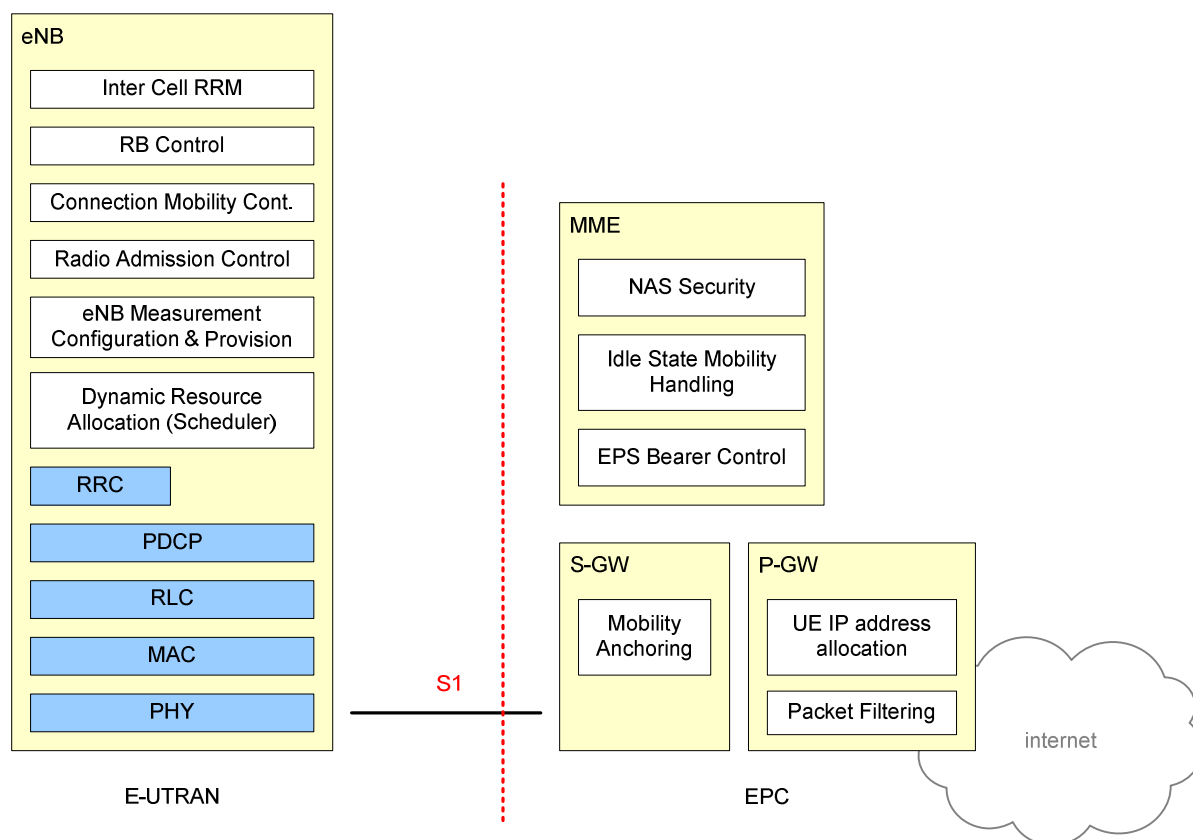 eNB
Inter Cell RRM
RB Control
Connection Mobility Cont.
Radio Admission Control
eNB Measurement
Configuration & Provision
Dynamic Resource
Allocation (Scheduler)
RRC
PDCP
RLC
MAC
PHY
S1
MME
NAS Security
Idle State Mobility
Handling
EPS Bearer Control
S-GW
Mobility
Anchoring
P-GW
UE IP address
allocation
Packet Filtering
internet
E-UTRAN
EPC